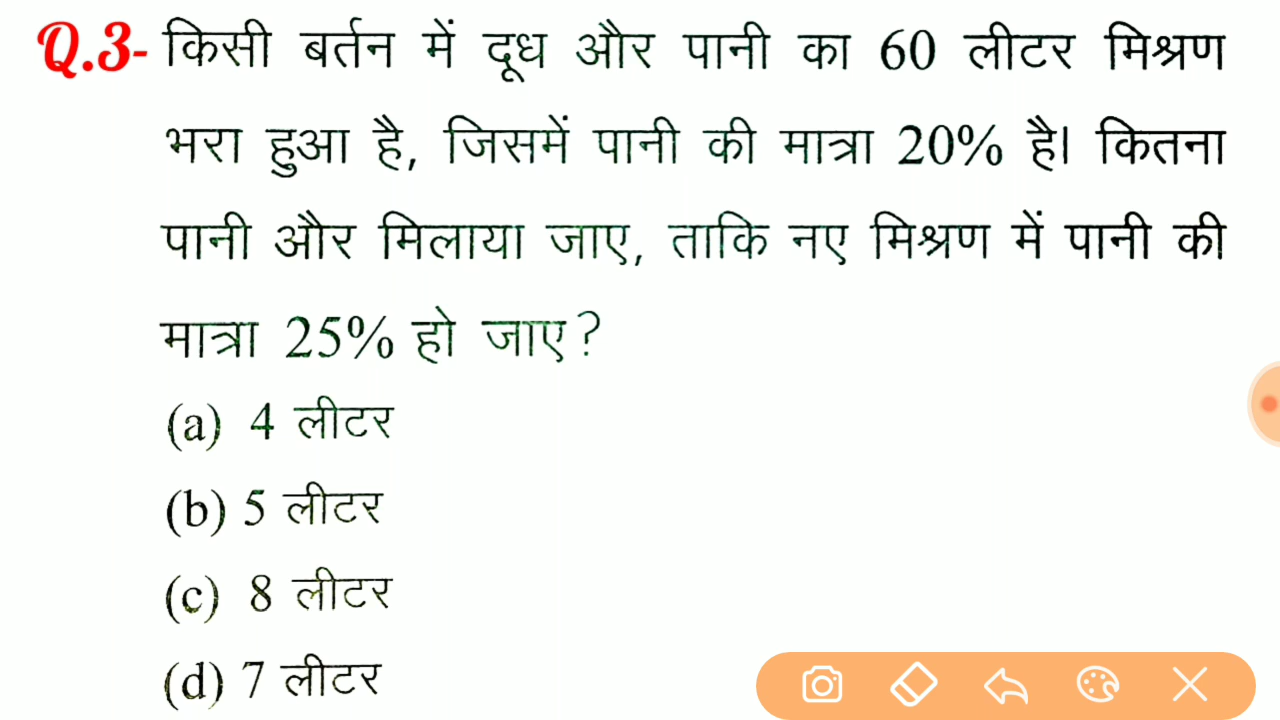 Q.3- किसी बर्तन में दूध और पानी का 60 लीटर मिश्रण
भरा हुआ है, जिसमें पानी की मात्रा 20% है। कितना
पानी और मिलाया जाए, ताकि नए मिश्रण में पानी की
मात्रा 25% हो जाए?
(a) 4 लीटर
(b) 5 लीटर
(c) 8 लीटर
(d) 7 लीटर